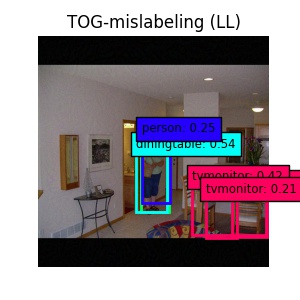 TOG-mislabeling (LL)
person: 0.25
diningtable: 0.54
tvmonitor: 0.42
tvmonitor: 0.21